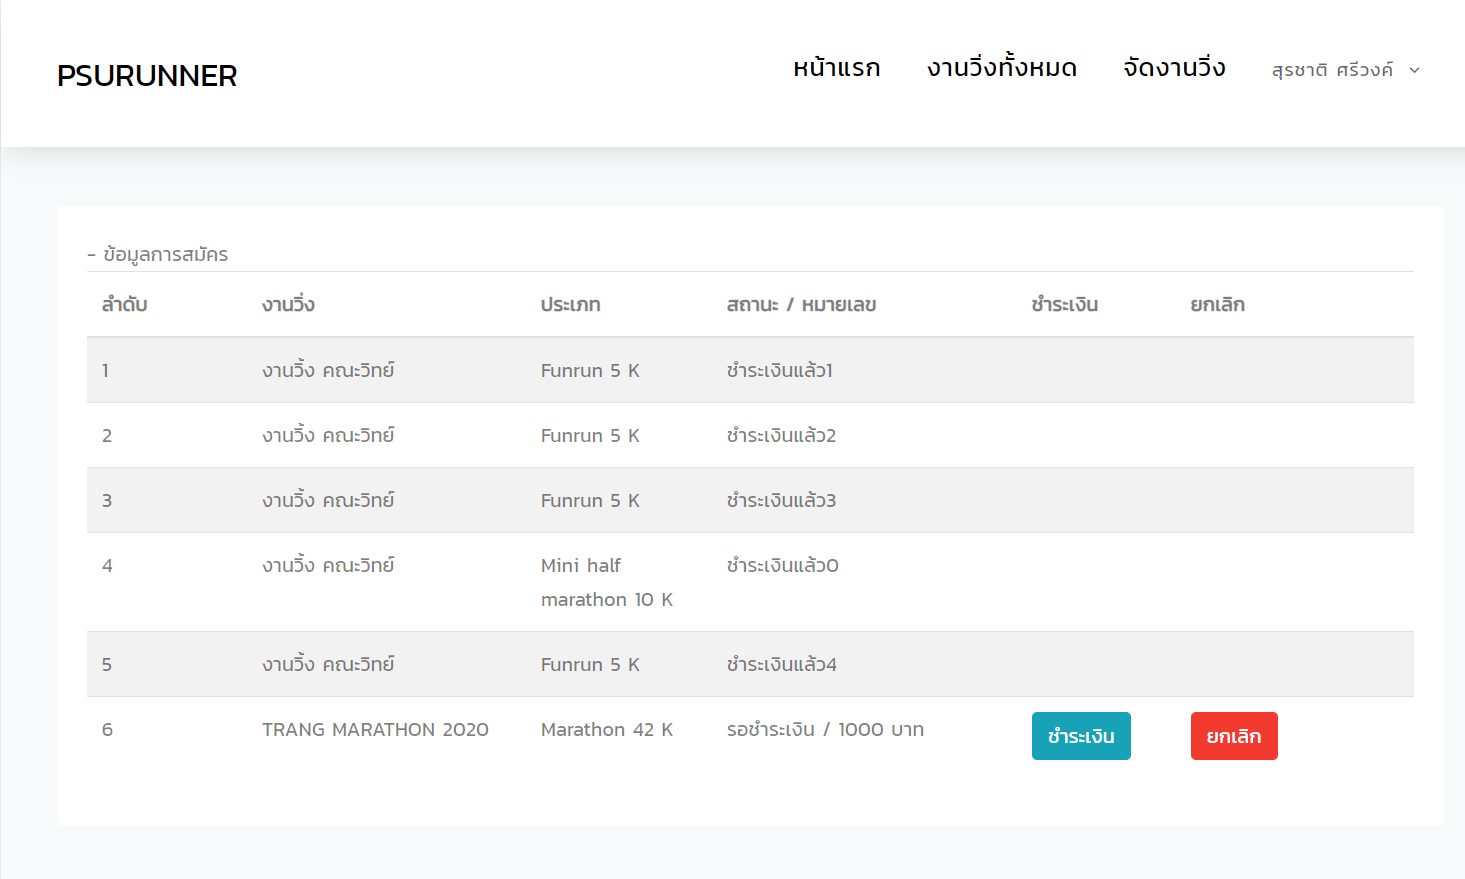 PSURUNNER
หน้าแรก งานวิ่งทั้งหมด จัดงานวิ่ง สุรชาติ ศรีวงค์
- ข้อมูลการสมัคร
ลำดับ งานวิ่ง ประเภท สถานะ / หมายเลข ชำระเงิน ยกเลิก
1 งานวิ้ง คณะวิทย์ Funrun 5 K ชำระเงินแล้ว1
2 งานวิ้ง คณะวิทย์ Funrun 5 K ชำระเงินแล้ว2
3 งานวิ้ง คณะวิทย์ Funrun 5 K ชำระเงินแล้ว3
4 งานวิ้ง คณะวิทย์ Mini half ชำระเงินแล้ว0
marathon 10 K
5 งานวิ้ง คณะวิทย์ Funrun 5 K ชำระเงินแล้ว4
6 TRANG MARATHON 2020 Marathon 42 K รอชำระเงิน / 1000 บาท ชำระเงิน ยกเลิก